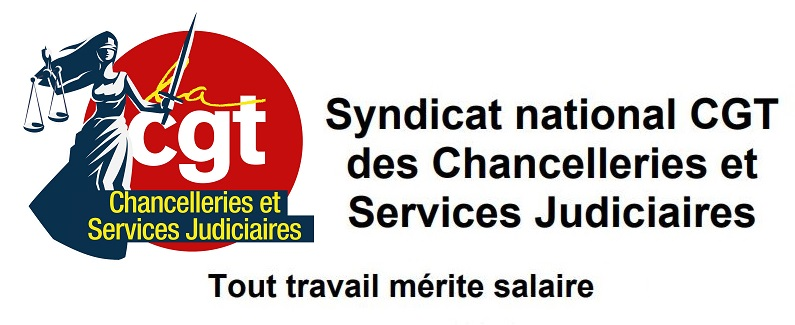 la
cgt
Chancelleries et
Services Judiciaires
Syndicat national CGT
des Chancelleries et
Services Judiciaires
Tout travail mérite salaire